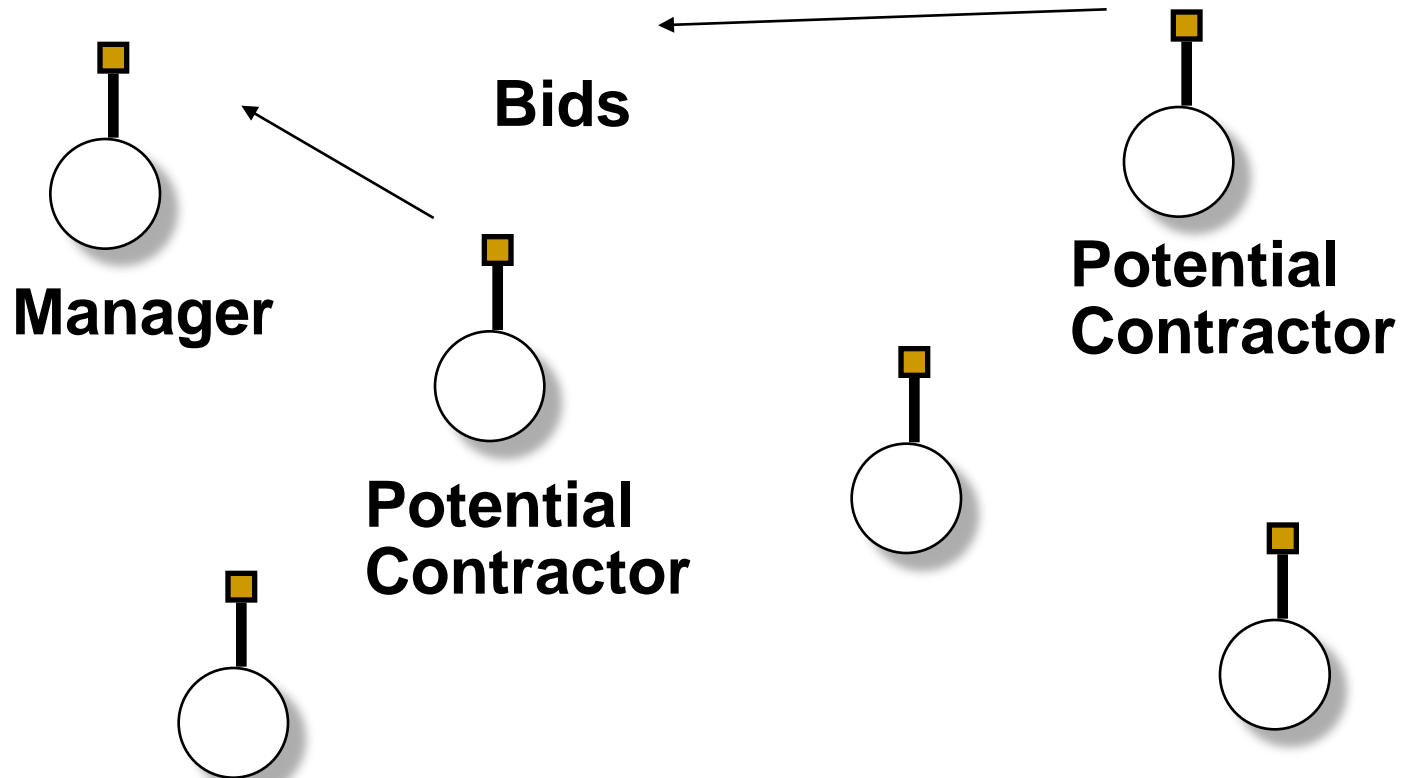 Bids
Manager
Potential
Contractor
Potential
Contractor